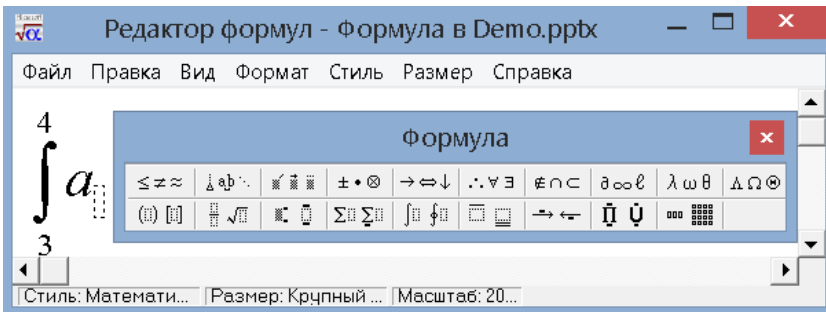 Редактор формул - Формула в Demo.pptx
Файл Правка Вид Формат Стиль Размер Справка
4
∫ a
3
Формула
≤ ≠ ≈ ȧb ⋱ ± • ⊗ → ⇔ ↓ ∴ ∀ ∃ ∉ ∩ ⊂ ∂ ∞ ℓ λ ω θ Λ Ω ⊛
Стиль: Математи... Размер: Крупный ... Масштаб: 20...